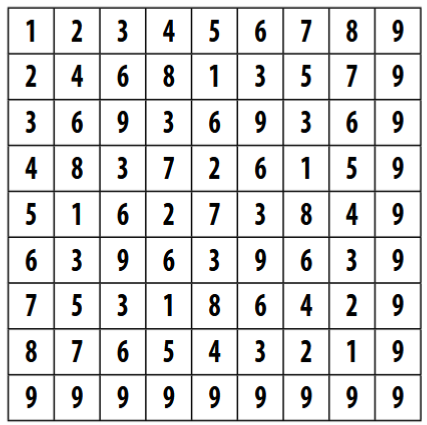 1 2 3 4 5 6 7 8 9
2 4 6 8 1 3 5 7 9
3 6 9 3 6 9 3 6 9
4 8 3 7 2 6 1 5 9
5 1 6 2 7 3 8 4 9
6 3 9 6 3 9 6 3 9
7 5 3 1 8 6 4 2 9
8 7 6 5 4 3 2 1 9
9 9 9 9 9 9 9 9 9